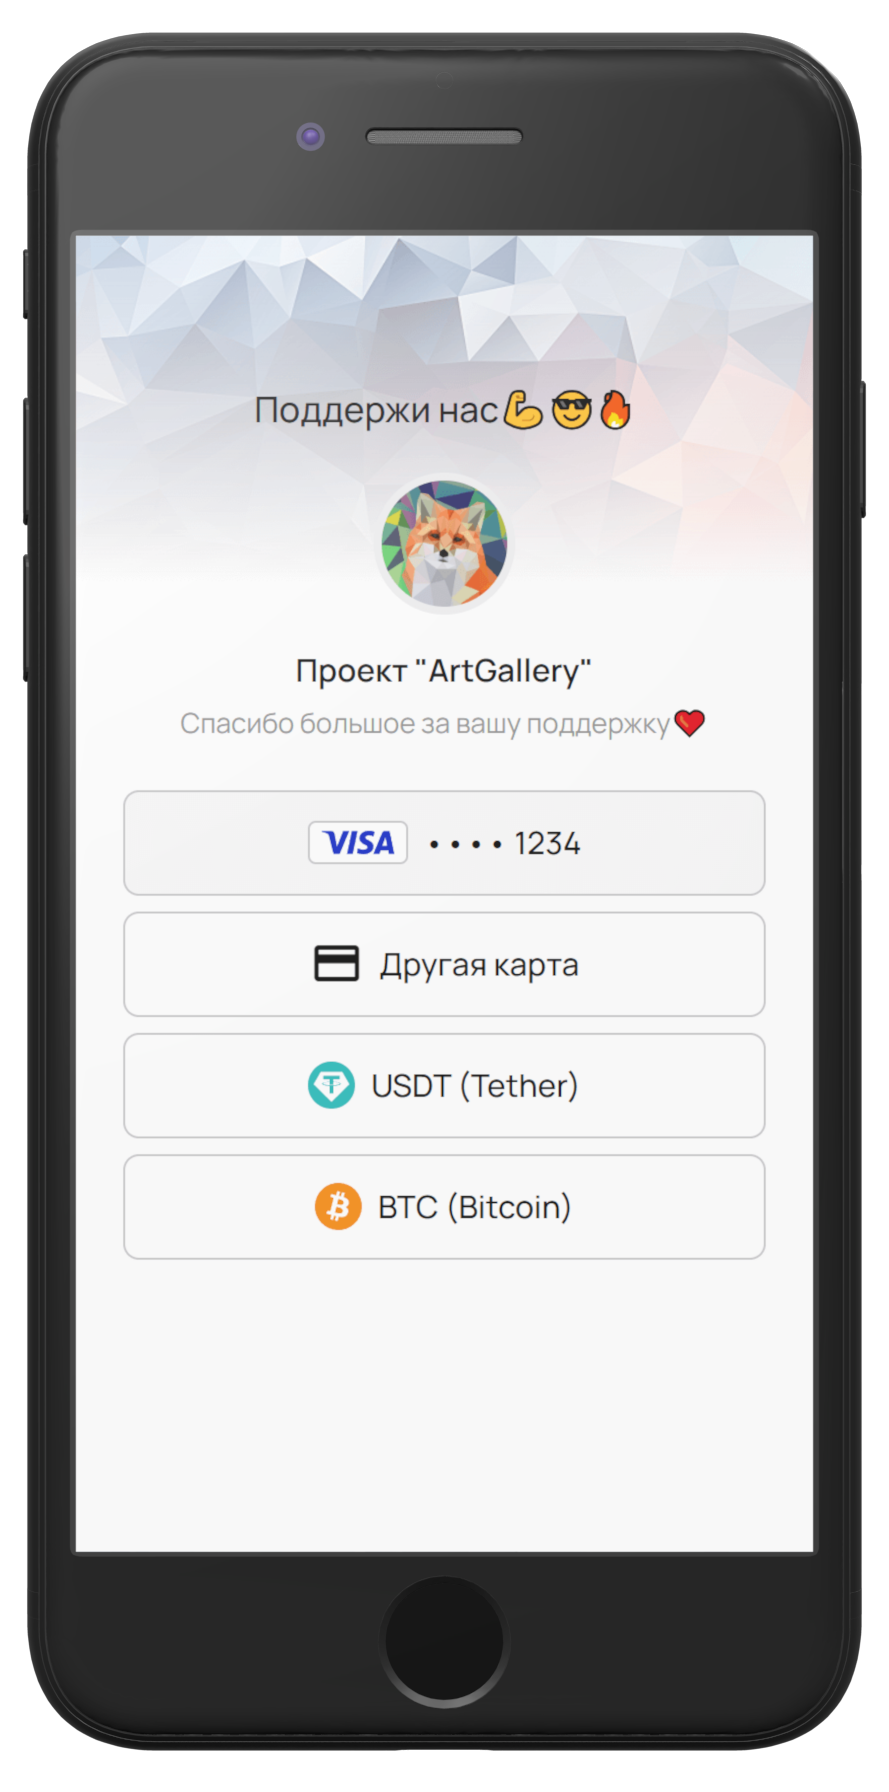 Поддержи нас💪😎🔥
Проект "ArtGallery"
Спасибо большое за вашу поддержку❤️
VISA •••• 1234
Другая карта
USDT (Tether)
BTC (Bitcoin)